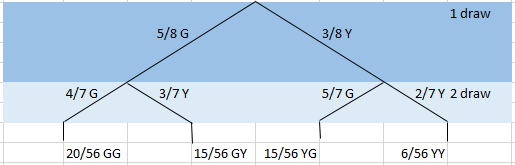 1 draw
5/8 G 3/8 Y
4/7 G 3/7 Y 5/7 G 2/7 Y 2 draw
20/56 GG 15/56 GY 15/56 YG 6/56 YY